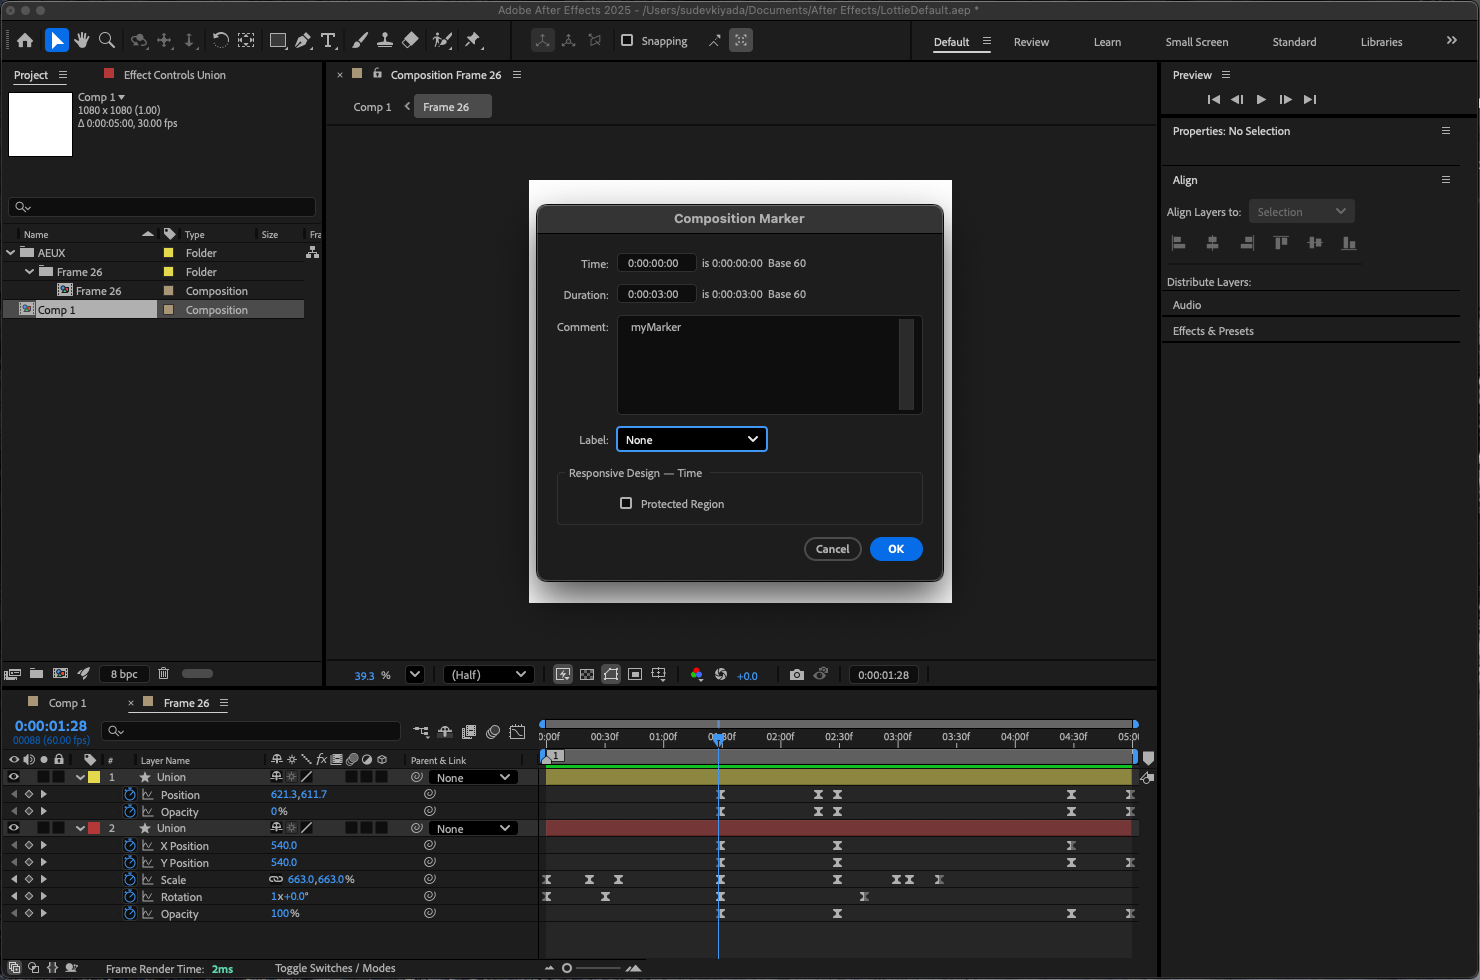 Adobe After Effects 2025 - /Users/sudevkiyada/Documents/After Effects/LottieDefault.aep *
Snapping
Default
Review
Learn
Small Screen
Standard
Libraries
Project
Effect Controls Union
Comp 1
1080 x 1080 (1.00)
Δ 0:00:05:00, 30.00 fps
Name
Type
Size
Fra
AEUX
Folder
Frame 26
Folder
Frame 26
Composition
Comp 1
Composition
8 bpc
Composition Frame 26
Comp 1
Frame 26
Composition Marker
Time: 0:00:00:00 is 0:00:00:00 Base 60
Duration: 0:00:03:00 is 0:00:03:00 Base 60
Comment: myMarker
Label: None
Responsive Design — Time
Protected Region
Cancel
OK
39.3 %
(Half)
+0.0
0:00:01:28
Preview
Properties: No Selection
Align
Align Layers to: Selection
Distribute Layers:
Audio
Effects & Presets
Comp 1
Frame 26
0:00:01:28
00088 (60.00 fps)
# Layer Name
fx
Parent & Link
1 Union None
Position 621.3,611.7
Opacity 0%
2 Union None
X Position 540.0
Y Position 540.0
Scale 663.0,663.0%
Rotation 1x+0.0°
Opacity 100%
0:00f 00:30f 01:00f 01:30f 02:00f 02:30f 03:00f 03:30f 04:00f 04:30f 05:00
1
Frame Render Time: 2ms
Toggle Switches / Modes